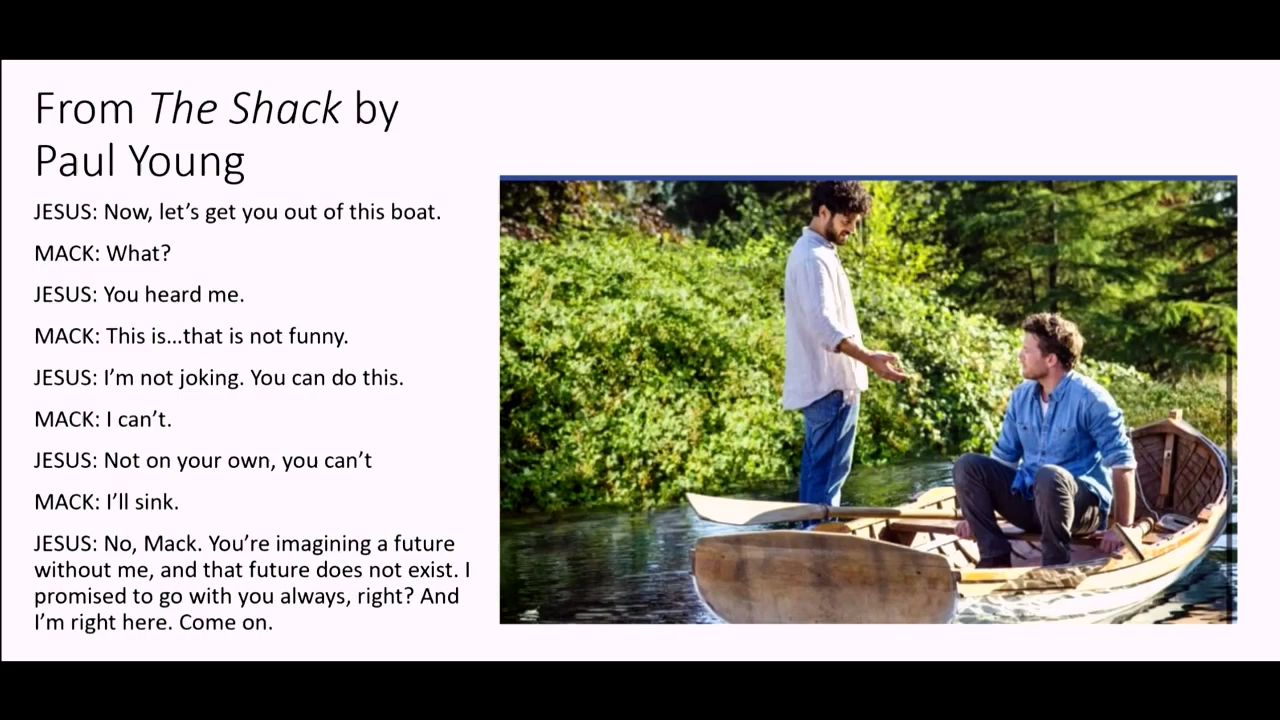 From The Shack by
Paul Young
JESUS: Now, let’s get you out of this boat.
MACK: What?
JESUS: You heard me.
MACK: This is...that is not funny.
JESUS: I’m not joking. You can do this.
MACK: I can’t.
JESUS: Not on your own, you can’t
MACK: I’ll sink.
JESUS: No, Mack. You’re imagining a future
without me, and that future does not exist. I
promised to go with you always, right? And
I’m right here. Come on.